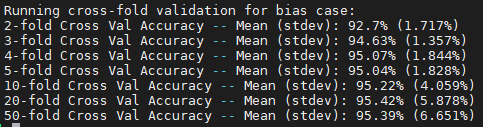 Running cross-fold validation for bias case:
2-fold Cross Val Accuracy -- Mean (stdev): 92.7% (1.717%)
3-fold Cross Val Accuracy -- Mean (stdev): 94.63% (1.357%)
4-fold Cross Val Accuracy -- Mean (stdev): 95.07% (1.844%)
5-fold Cross Val Accuracy -- Mean (stdev): 95.04% (1.828%)
10-fold Cross Val Accuracy -- Mean (stdev): 95.22% (4.059%)
20-fold Cross Val Accuracy -- Mean (stdev): 95.42% (5.878%)
50-fold Cross Val Accuracy -- Mean (stdev): 95.39% (6.651%)